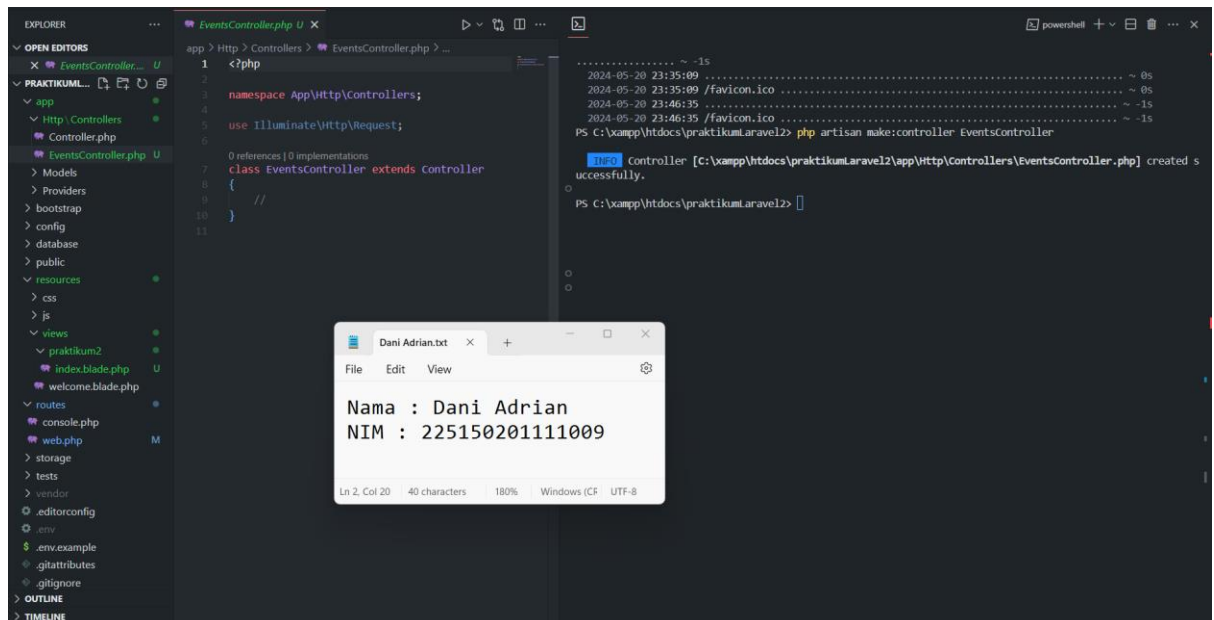 EXPLORER
OPEN EDITORS
EventsController.... U
PRAKTIKUML...
app
Http \ Controllers
Controller.php
EventsController.php U
Models
Providers
bootstrap
config
database
public
resources
css
js
views
praktikum2
index.blade.php U
welcome.blade.php
routes
console.php
web.php M
storage
tests
vendor
.editorconfig
.env
$ .env.example
.gitattributes
.gitignore
OUTLINE
TIMELINE
EventsController.php U
app > Http > Controllers > EventsController.php > ...
1 <?php
2
3 namespace App\Http\Controllers;
4
5 use Illuminate\Http\Request;
6
0 references | 0 implementations
7 class EventsController extends Controller
8 {
9 //
10 }
11
powershell
................. ~ -1s
2024-05-20 23:35:09 ........................................................................ ~ 0s
2024-05-20 23:35:09 /favicon.ico ........................................................... ~ 0s
2024-05-20 23:46:35 ....................................................................... ~ -1s
2024-05-20 23:46:35 /favicon.ico .......................................................... ~ -1s
PS C:\xampp\htdocs\praktikumLaravel2> php artisan make:controller EventsController
INFO Controller [C:\xampp\htdocs\praktikumLaravel2\app\Http\Controllers\EventsController.php] created s
uccessfully.
PS C:\xampp\htdocs\praktikumLaravel2>
Dani Adrian.txt
File Edit View
Nama : Dani Adrian
NIM : 225150201111009
Ln 2, Col 20 40 characters 180% Windows (CF UTF-8